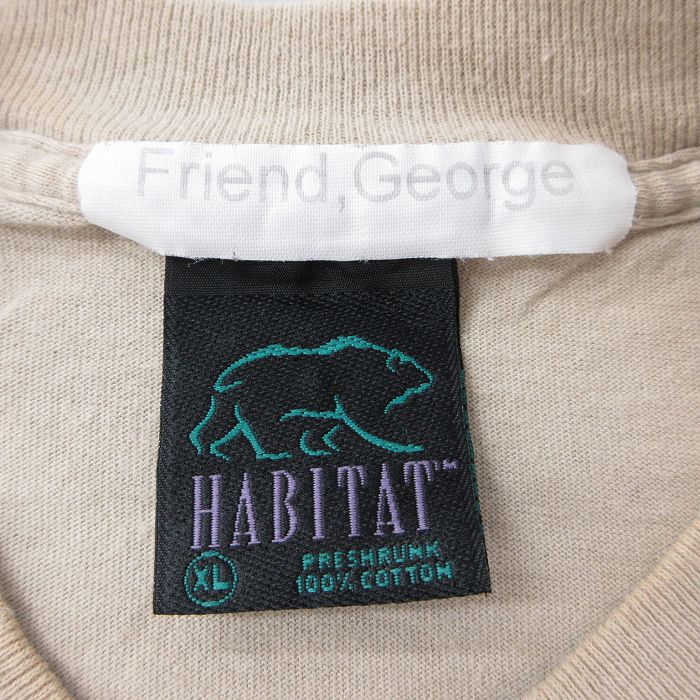 Friend,George
HABITAT™
XL
PRESHRUNK
100% COTTON